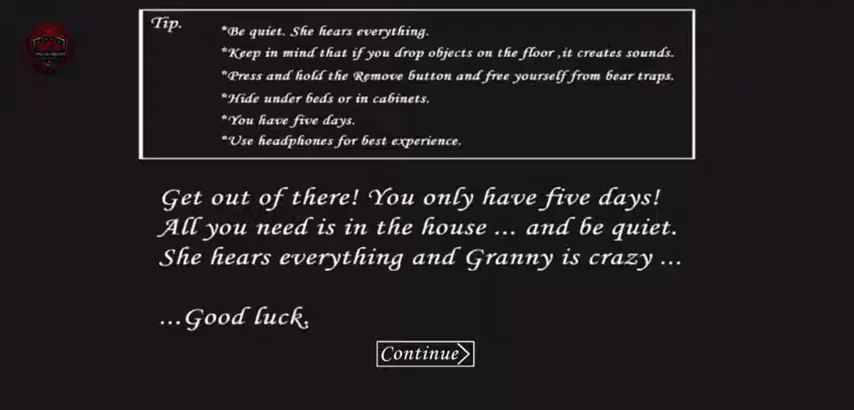 Tip.
*Be quiet. She hears everything.
*Keep in mind that if you drop objects on the floor ,it creates sounds.
*Press and hold the Remove button and free yourself from bear traps.
*Hide under beds or in cabinets.
*You have five days.
*Use headphones for best experience.
Get out of there! You only have five days!
All you need is in the house ... and be quiet.
She hears everything and Granny is crazy ...
...Good luck.
Continue